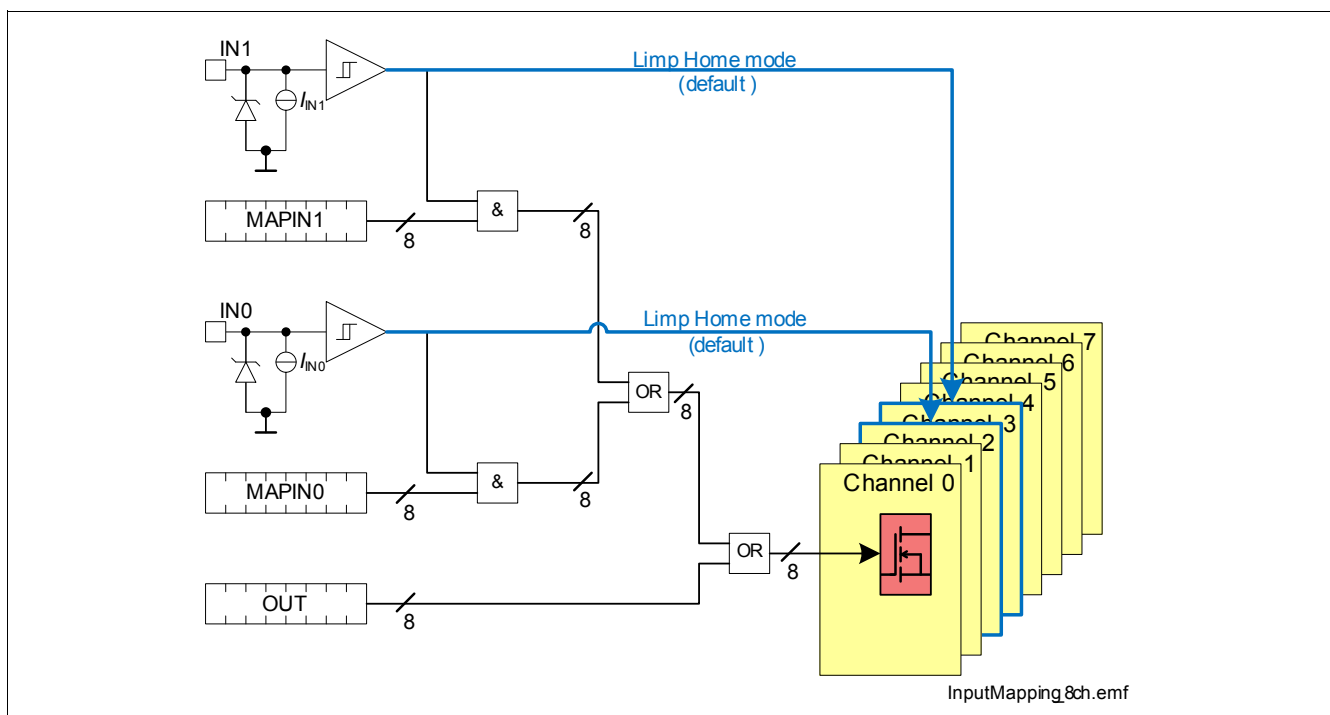 IN1
Limp Home mode
(default )
I IN1
MAPIN1
8
&
8
IN0
Limp Home mode
(default )
I IN0
Channel 7
Channel 6
Channel 5
Channel 4
Channel 3
Channel 2
Channel 1
Channel 0
OR
8
MAPIN0
8
&
8
OR
8
OUT
8
InputMapping_8ch.emf